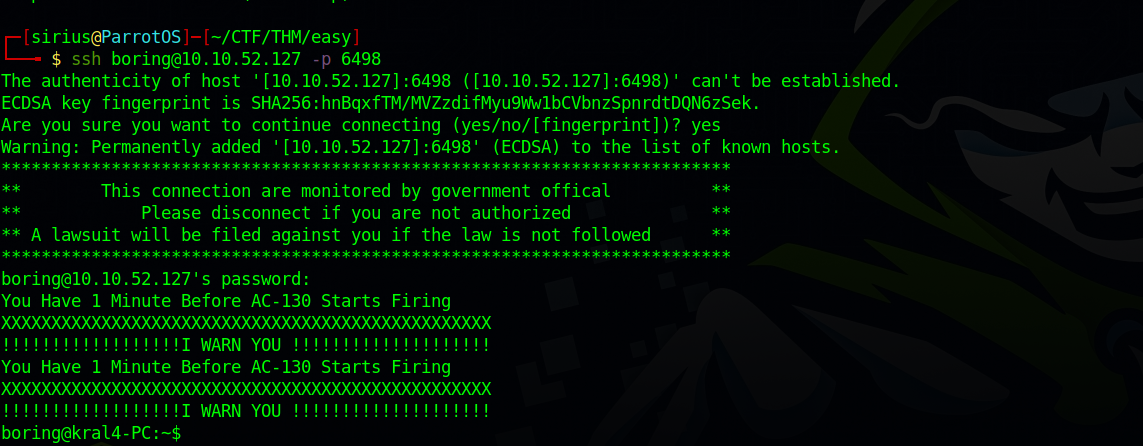 ┌─[sirius@ParrotOS]─[~/CTF/THM/easy]
└──╼ $ ssh boring@10.10.52.127 -p 6498
The authenticity of host '[10.10.52.127]:6498 ([10.10.52.127]:6498)' can't be established.
ECDSA key fingerprint is SHA256:hnBqxfTM/MVZzdifMyu9Ww1bCVbnzSpnrdtDQN6zSek.
Are you sure you want to continue connecting (yes/no/[fingerprint])? yes
Warning: Permanently added '[10.10.52.127]:6498' (ECDSA) to the list of known hosts.
*************************************************************************
**        This connection are monitored by government offical          **
**            Please disconnect if you are not authorized              **
** A lawsuit will be filed against you if the law is not followed      **
*************************************************************************
boring@10.10.52.127's password:
You Have 1 Minute Before AC-130 Starts Firing
XXXXXXXXXXXXXXXXXXXXXXXXXXXXXXXXXXXXXXXXXXXXXXXXX
!!!!!!!!!!!!!!!!!!I WARN YOU !!!!!!!!!!!!!!!!!!!!
You Have 1 Minute Before AC-130 Starts Firing
XXXXXXXXXXXXXXXXXXXXXXXXXXXXXXXXXXXXXXXXXXXXXXXXX
!!!!!!!!!!!!!!!!!!I WARN YOU !!!!!!!!!!!!!!!!!!!!
boring@kral4-PC:~$